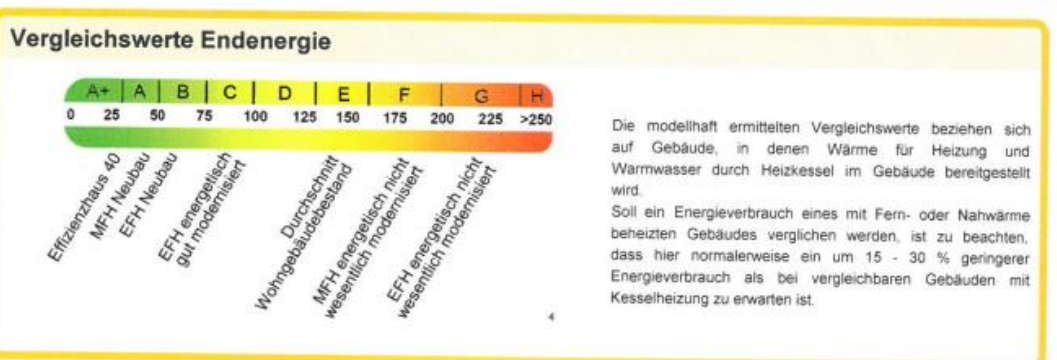 Vergleichswerte Endenergie
A+ A B C D E F G H
0 25 50 75 100 125 150 175 200 225 >250
Effizienzhaus 40
MFH Neubau
EFH Neubau
EFH energetisch
gut modernisiert
Durchschnitt
Wohngebäudebestand
MFH energetisch nicht
wesentlich modernisiert
EFH energetisch nicht
wesentlich modernisiert
4
Die modellhaft ermittelten Vergleichswerte beziehen sich
auf Gebäude, in denen Wärme für Heizung und
Warmwasser durch Heizkessel im Gebäude bereitgestellt
wird.
Soll ein Energieverbrauch eines mit Fern- oder Nahwärme
beheizten Gebäudes verglichen werden, ist zu beachten,
dass hier normalerweise ein um 15 - 30 % geringerer
Energieverbrauch als bei vergleichbaren Gebäuden mit
Kesselheizung zu erwarten ist.